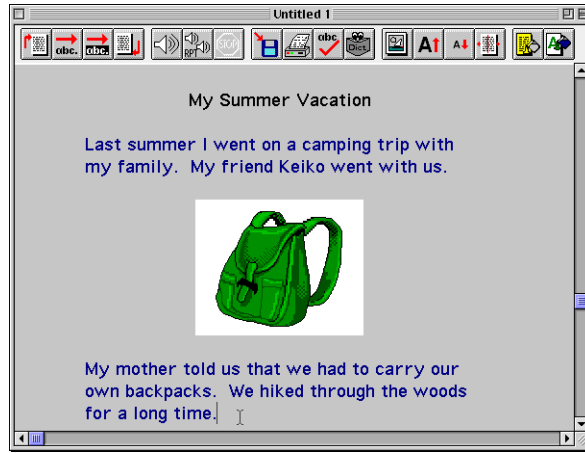 Untitled 1
abc. abc. RPT STOP abc Dict. A A A
My Summer Vacation
Last summer I went on a camping trip with
my family. My friend Keiko went with us.
My mother told us that we had to carry our
own backpacks. We hiked through the woods
for a long time.